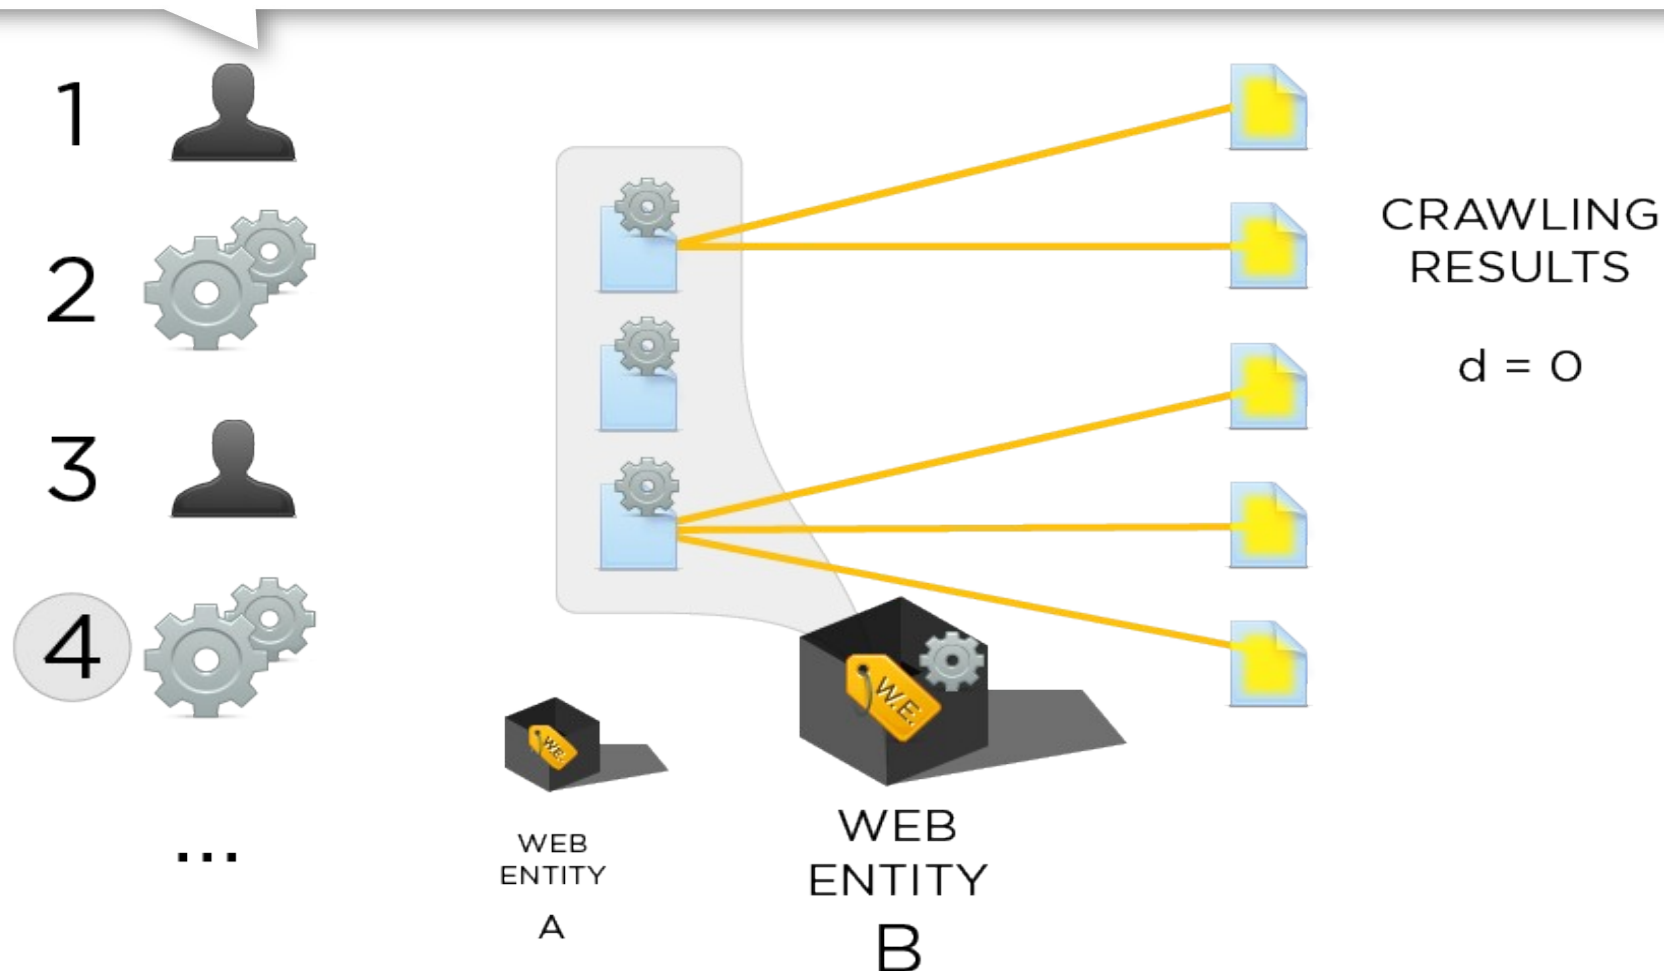 1
2
3
4
...
CRAWLING
RESULTS
d = 0
W.E.
WEB
ENTITY
A
W.E.
WEB
ENTITY
B